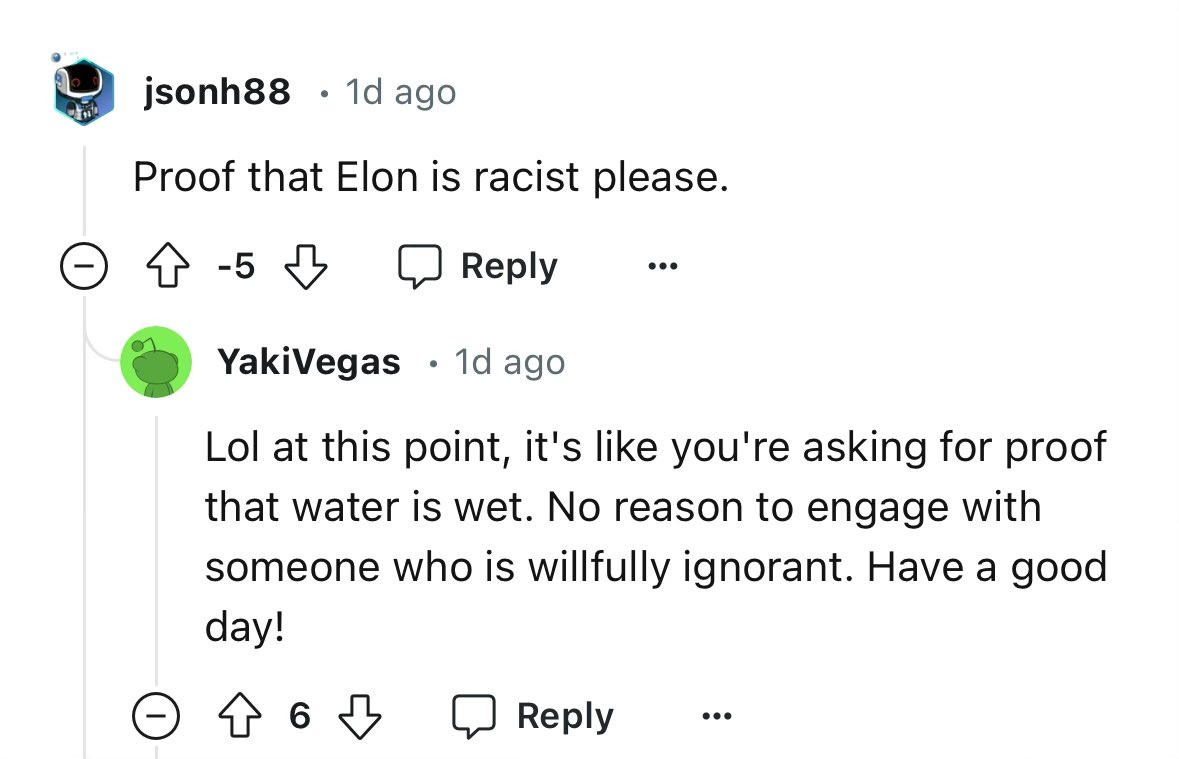 jsonh88 • 1d ago
Proof that Elon is racist please.
-5 Reply ...
YakiVegas • 1d ago
Lol at this point, it's like you're asking for proof
that water is wet. No reason to engage with
someone who is willfully ignorant. Have a good
day!
6 Reply ...